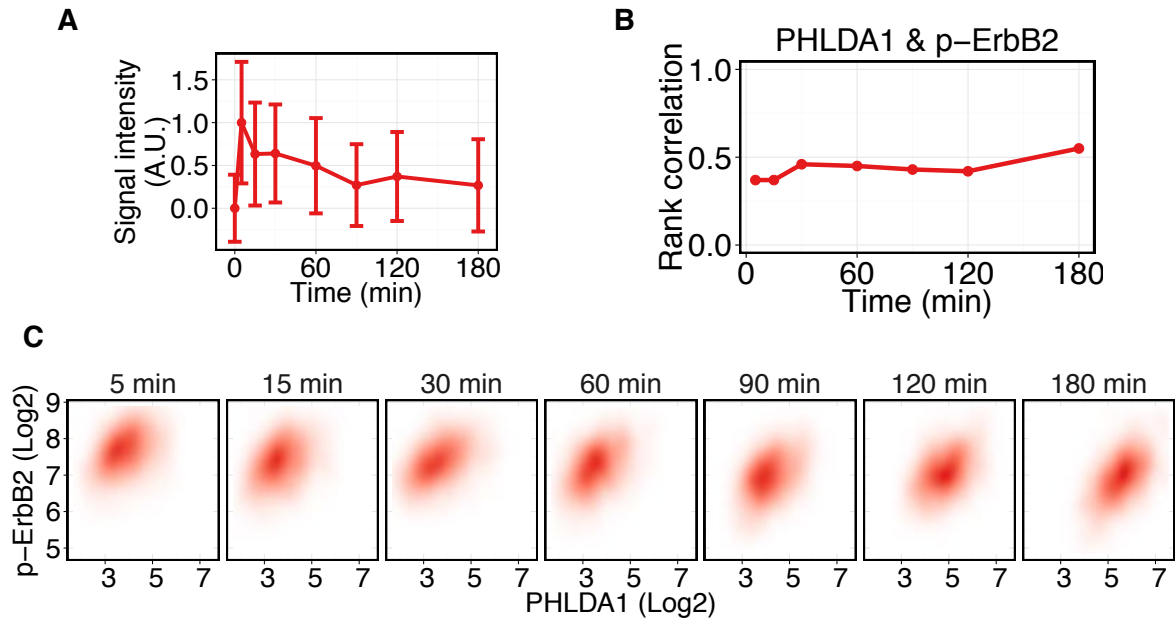 A
Signal intensity
(A.U.)
1.5
1.0
0.5
0.0
0 60 120 180
Time (min)
B
PHLDA1 & p−ErbB2
Rank correlation
1.0
0.5
0.0
0 60 120 180
Time (min)
C
5 min 15 min 30 min 60 min 90 min 120 min 180 min
p−ErbB2 (Log2)
9
8
7
6
5
3 5 7 3 5 7 3 5 7 3 5 7 3 5 7 3 5 7 3 5 7
PHLDA1 (Log2)